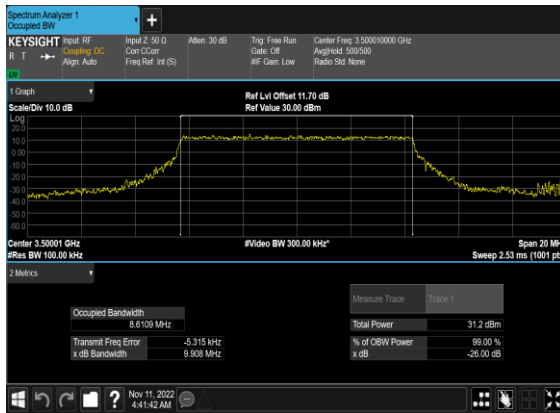 Spectrum Analyzer 1
Occupied BW
KEYSIGHT Input: RF Input Z: 50 Ω Atten: 30 dB Trig: Free Run Center Freq: 3.500010000 GHz
R T Coupling: DC Corr CCorr Gate: Off Avg|Hold: 500/500
Align: Auto Freq Ref: Int (S) #IF Gain: Low Radio Std: None
1 Graph
Ref Lvl Offset 11.70 dB
Scale/Div 10.0 dB Ref Value 30.00 dBm
Log
20.0
10.0
0.00
-10.0
-20.0
-30.0
-40.0
-50.0
-60.0
Center 3.50001 GHz #Video BW 300.00 kHz* Span 20 MH
#Res BW 100.00 kHz Sweep 2.53 ms (1001 pt
2 Metrics
Measure Trace Trace 1
Occupied Bandwidth
8.6109 MHz
Total Power 31.2 dBm
Transmit Freq Error -5.315 kHz % of OBW Power 99.00 %
x dB Bandwidth 9.908 MHz x dB -26.00 dB
Nov 11, 2022
4:41:42 AM